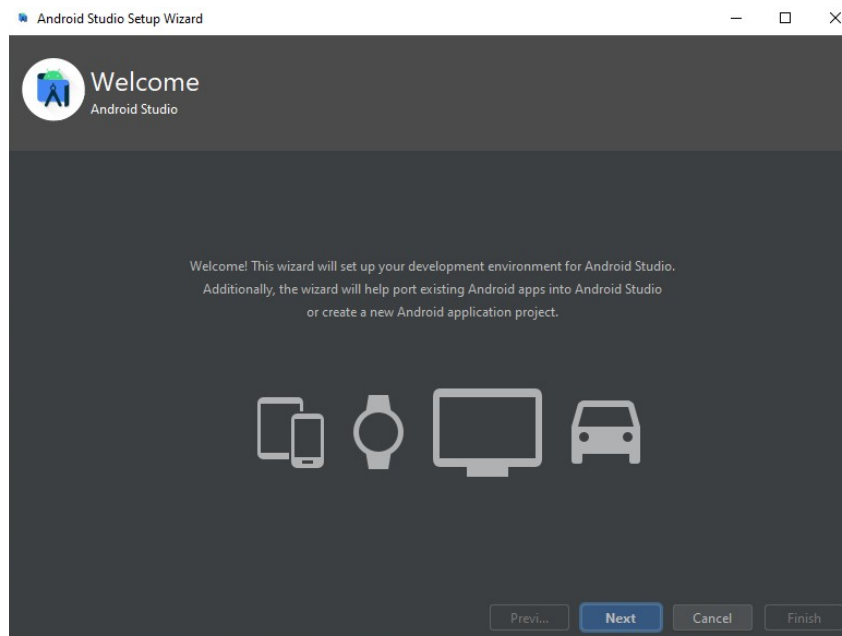 Android Studio Setup Wizard
Welcome
Android Studio
Welcome! This wizard will set up your development environment for Android Studio.
Additionally, the wizard will help port existing Android apps into Android Studio
or create a new Android application project.
Previ... Next Cancel Finish